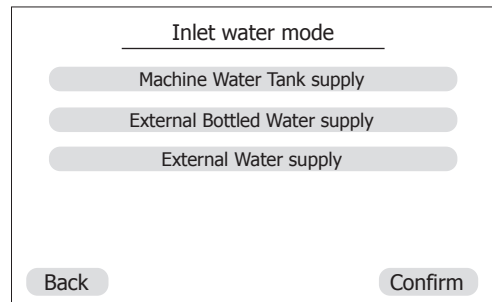 Inlet water mode
Machine Water Tank supply
External Bottled Water supply
External Water supply
Back
Confirm